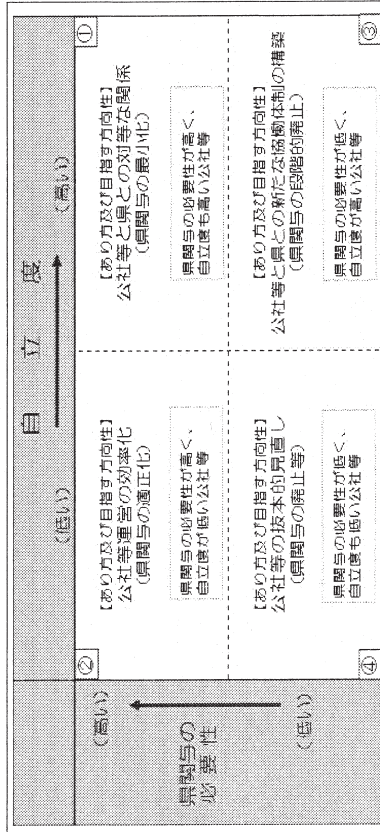 自　立　度
(低い)
(高い)
県関与の
必要性
(高い)
(低い)
②
【あり方及び目指す方向性】
公社等運営の効率化
(県関与の適正化)
県関与の必要性が高く、
自立度が低い公社等
①
【あり方及び目指す方向性】
公社等と県との対等な関係
(県関与の最小化)
県関与の必要性が高く、
自立度も高い公社等
④
【あり方及び目指す方向性】
公社等の抜本的見直し
(県関与の廃止等)
県関与の必要性が低く、
自立度も低い公社等
③
【あり方及び目指す方向性】
公社等と県との新たな協働体制の構築
(県関与の段階的廃止)
県関与の必要性が低く、
自立度が高い公社等